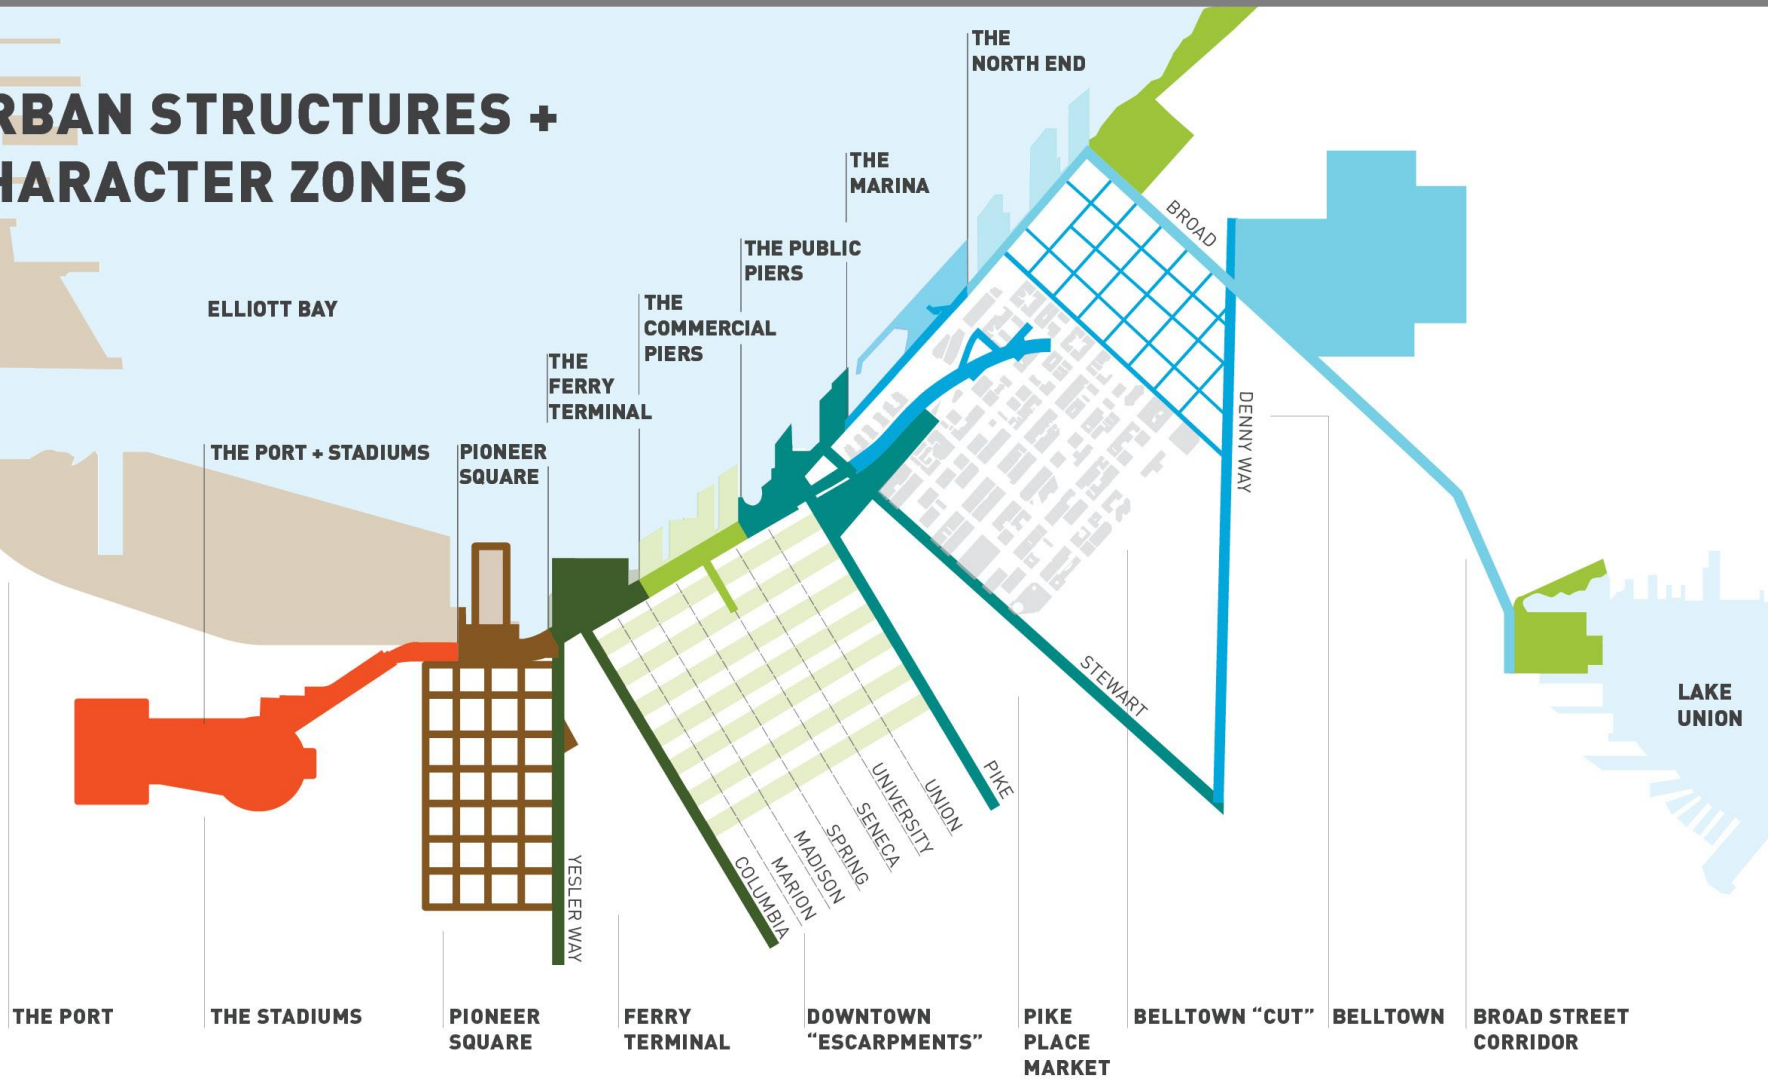 RBAN STRUCTURES +
HARACTER ZONES
THE
NORTH END
THE
MARINA
THE PUBLIC
PIERS
THE
COMMERCIAL
PIERS
THE
FERRY
TERMINAL
ELLIOTT BAY
THE PORT + STADIUMS
PIONEER
SQUARE
BROAD
DENNY WAY
STEWART
PIKE
UNION
UNIVERSITY
SENECA
SPRING
MADISON
MARION
COLUMBIA
YESLER WAY
LAKE
UNION
THE PORT
THE STADIUMS
PIONEER
SQUARE
FERRY
TERMINAL
DOWNTOWN
“ESCARPMENTS”
PIKE
PLACE
MARKET
BELLTOWN “CUT”
BELLTOWN
BROAD STREET
CORRIDOR